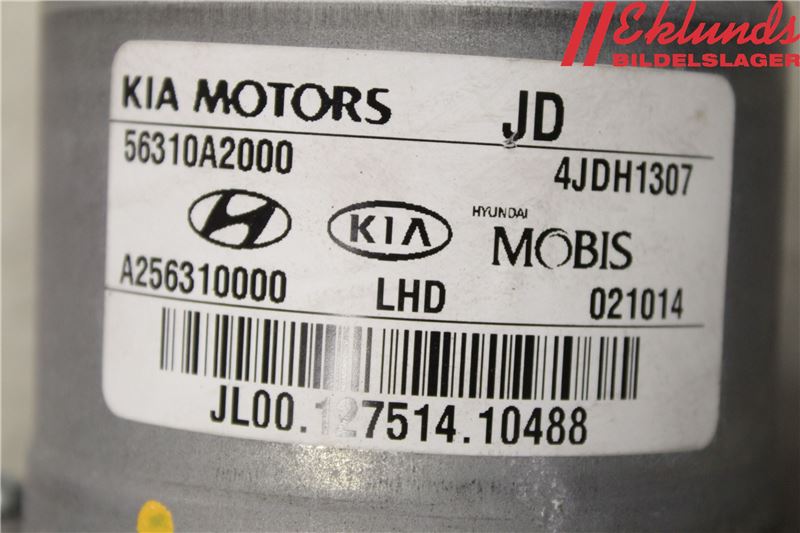 Eklunds
BILDELSLAGER
KIA MOTORS JD
56310A2000 4JDH1307
KIA HYUNDAI MOBIS
A256310000 LHD 021014
JL00.127514.10488